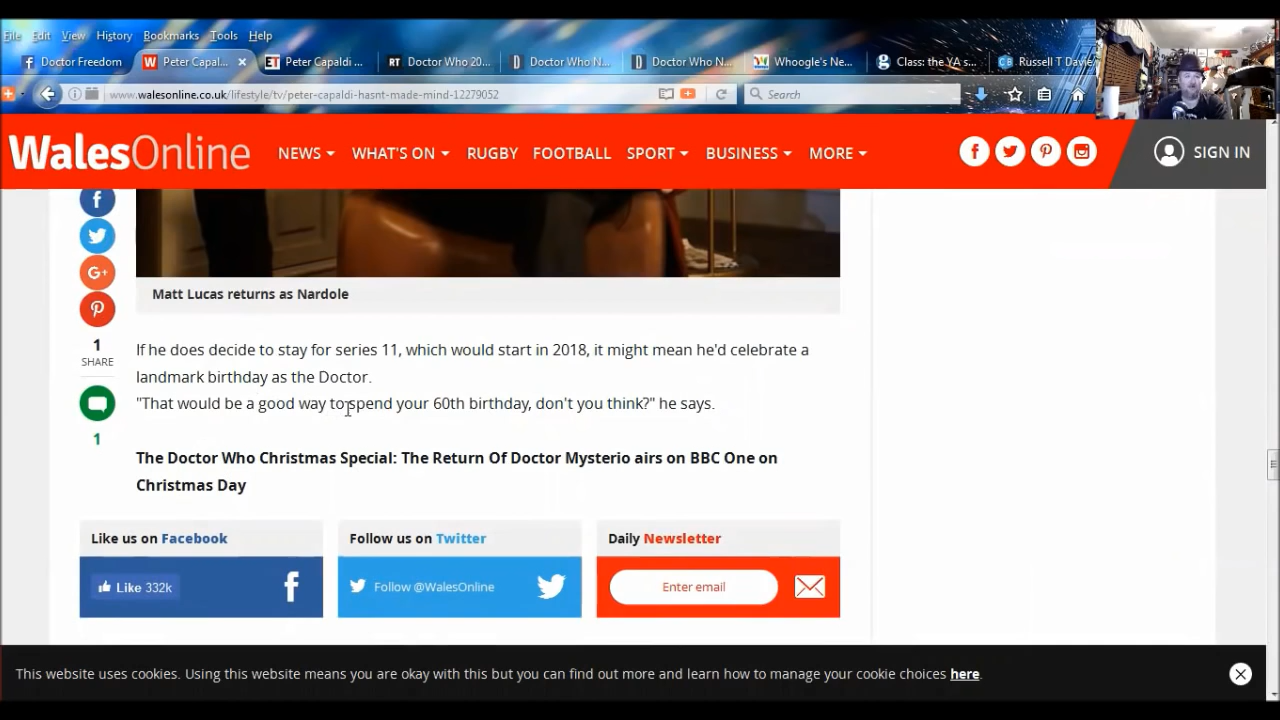 File Edit View History Bookmarks Tools Help
Doctor Freedom Peter Capal... Peter Capaldi ... Doctor Who 20... Doctor Who N... Doctor Who N... Whoogle's Ne... Class: the YA s... Russell T Davie
www.walesonline.co.uk/lifestyle/tv/peter-capaldi-hasnt-made-mind-12279052 Search
WalesOnline NEWS WHAT'S ON RUGBY FOOTBALL SPORT BUSINESS MORE SIGN IN
Matt Lucas returns as Nardole
1
SHARE
1
If he does decide to stay for series 11, which would start in 2018, it might mean he'd celebrate a
landmark birthday as the Doctor.
"That would be a good way to spend your 60th birthday, don't you think?" he says.
The Doctor Who Christmas Special: The Return Of Doctor Mysterio airs on BBC One on
Christmas Day
Like us on Facebook
Like 332k
Follow us on Twitter
Follow @WalesOnline
Daily Newsletter
Enter email
This website uses cookies. Using this website means you are okay with this but you can find out more and learn how to manage your cookie choices here.